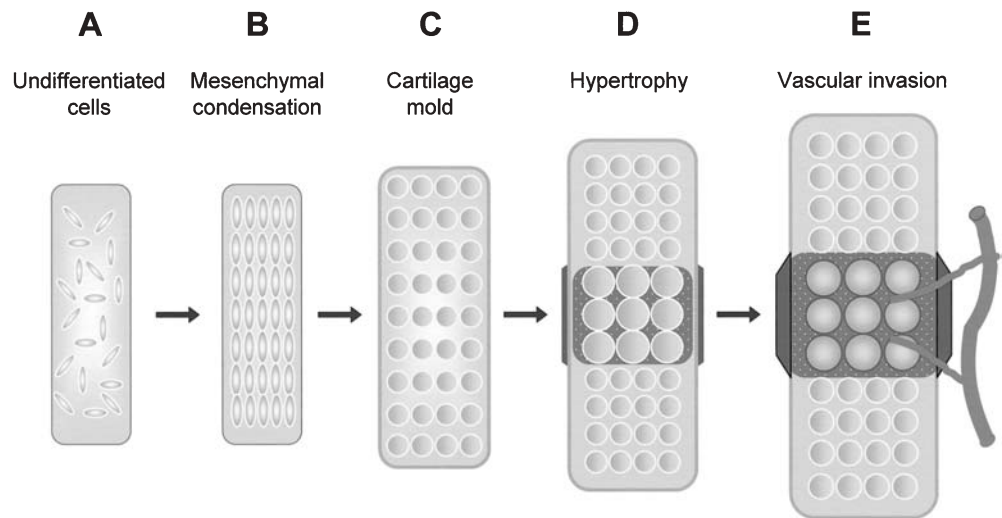 A
B
C
D
E
Undifferentiated
cells
Mesenchymal
condensation
Cartilage
mold
Hypertrophy
Vascular invasion